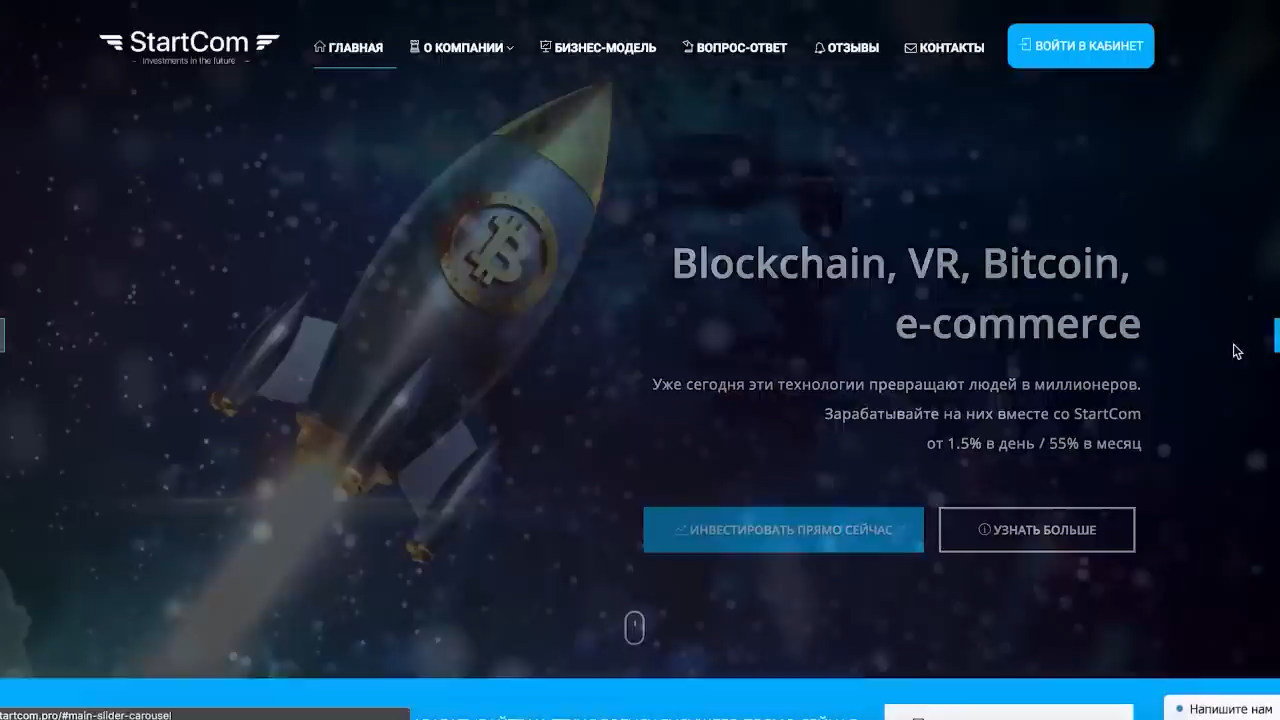 StartCom
investments in the future
ГЛАВНАЯ
О КОМПАНИИ
БИЗНЕС-МОДЕЛЬ
ВОПРОС-ОТВЕТ
ОТЗЫВЫ
КОНТАКТЫ
ВОЙТИ В КАБИНЕТ
Blockchain, VR, Bitcoin,
e-commerce
Уже сегодня эти технологии превращают людей в миллионеров.
Зарабатывайте на них вместе со StartCom
от 1.5% в день / 55% в месяц
ИНВЕСТИРОВАТЬ ПРЯМО СЕЙЧАС
УЗНАТЬ БОЛЬШЕ
tartcom.pro/#main-slider-carousel
Напишите нам